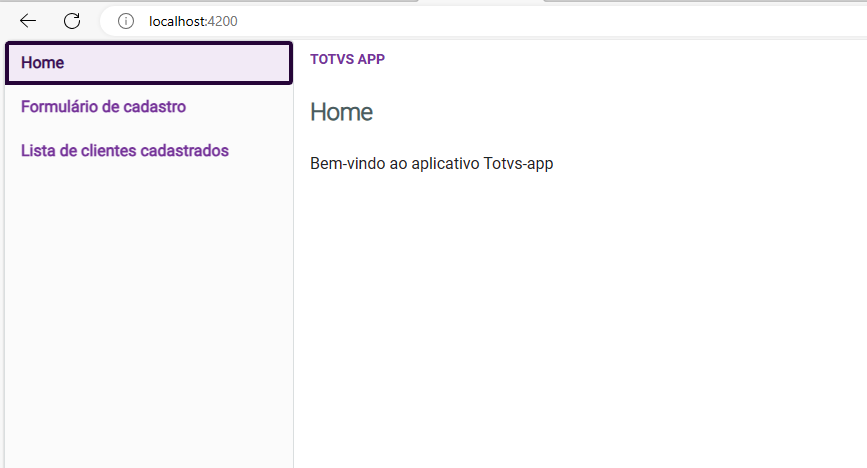 localhost:4200
Home
Formulário de cadastro
Lista de clientes cadastrados
TOTVS APP
Home
Bem-vindo ao aplicativo Totvs-app